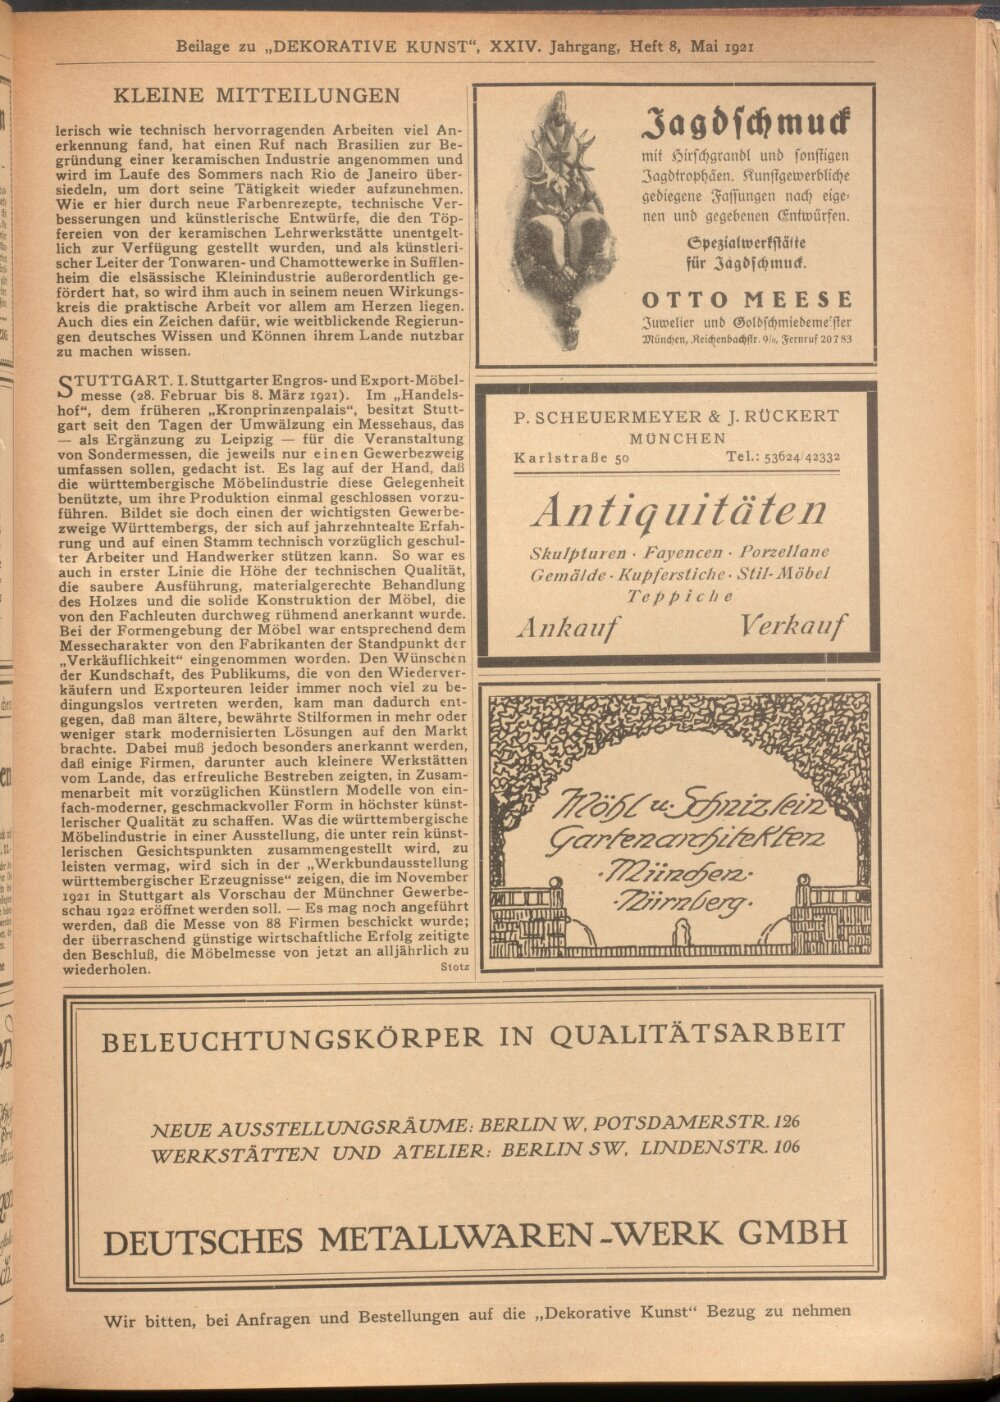 Beilage zu „DEKORATIVE KUNST“, XXIV. Jahrgang, Heft 8, Mai 1921
KLEINE MITTEILUNGEN
lerisch wie technisch hervorragenden Arbeiten viel An-
erkennung fand, hat einen Ruf nach Brasilien zur Be-
gründung einer keramischen Industrie angenommen und
wird im Laufe des Sommers nach Rio de Janeiro über-
siedeln, um dort seine Tätigkeit wieder aufzunehmen.
Wie er hier durch neue Farbenrezepte, technische Ver-
besserungen und künstlerische Entwürfe, die den Töp-
fereien von der keramischen Lehrwerkstätte unentgelt-
lich zur Verfügung gestellt wurden, und als künstleri-
scher Leiter der Tonwaren- und Chamottewerke in Sufflen-
heim die elsässische Kleinindustrie außerordentlich ge-
fördert hat, so wird ihm auch in seinem neuen Wirkungs-
kreis die praktische Arbeit vor allem am Herzen liegen.
Auch dies ein Zeichen dafür, wie weitblickende Regierun-
gen deutsches Wissen und Können ihrem Lande nutzbar
zu machen wissen.
STUTTGART. I. Stuttgarter Engros- und Export-Möbel-
messe (28. Februar bis 8. März 1921). Im „Handels-
hof“, dem früheren „Kronprinzenpalais“, besitzt Stutt-
gart seit den Tagen der Umwälzung ein Messehaus, das
— als Ergänzung zu Leipzig — für die Veranstaltung
von Sondermessen, die jeweils nur einen Gewerbezweig
umfassen sollen, gedacht ist. Es lag auf der Hand, daß
die württembergische Möbelindustrie diese Gelegenheit
benützte, um ihre Produktion einmal geschlossen vorzu-
führen. Bildet sie doch einen der wichtigsten Gewerbe-
zweige Württembergs, der sich auf jahrzehntealte Erfah-
rung und auf einen Stamm technisch vorzüglich geschul-
ter Arbeiter und Handwerker stützen kann. So war es
auch in erster Linie die Höhe der technischen Qualität,
die saubere Ausführung, materialgerechte Behandlung
des Holzes und die solide Konstruktion der Möbel, die
von den Fachleuten durchweg rühmend anerkannt wurde.
Bei der Formengebung der Möbel war entsprechend dem
Messecharakter von den Fabrikanten der Standpunkt der
„Verkäuflichkeit“ eingenommen worden. Den Wünschen
der Kundschaft, des Publikums, die von den Wiederver-
käufern und Exporteuren leider immer noch viel zu be-
dingungslos vertreten werden, kam man dadurch ent-
gegen, daß man ältere, bewährte Stilformen in mehr oder
weniger stark modernisierten Lösungen auf den Markt
brachte. Dabei muß jedoch besonders anerkannt werden,
daß einige Firmen, darunter auch kleinere Werkstätten
vom Lande, das erfreuliche Bestreben zeigten, in Zusam-
menarbeit mit vorzüglichen Künstlern Modelle von ein-
fach-moderner, geschmackvoller Form in höchster künst-
lerischer Qualität zu schaffen. Was die württembergische
Möbelindustrie in einer Ausstellung, die unter rein künst-
lerischen Gesichtspunkten zusammengestellt wird, zu
leisten vermag, wird sich in der „Werkbundausstellung
württembergischer Erzeugnisse“ zeigen, die im November
1921 in Stuttgart als Vorschau der Münchner Gewerbe-
schau 1922 eröffnet werden soll. — Es mag noch angeführt
werden, daß die Messe von 88 Firmen beschickt wurde;
der überraschend günstige wirtschaftliche Erfolg zeitigte
den Beschluß, die Möbelmesse von jetzt an alljährlich zu
wiederholen. Stotz
Jagdschmuck
mit Hirschgrandl und sonstigen
Jagdtrophäen. Kunstgewerbliche
gediegene Fassungen nach eige-
nen und gegebenen Entwürfen.
Spezialwerkstätte
für Jagdschmuck.
OTTO MEESE
Juwelier und Goldschmiedemeister
München, Reichenbachstr. 9/0, Fernruf 20783
P. SCHEUERMEYER & J. RÜCKERT
MÜNCHEN
Karlstraße 50 Tel.: 53624/42332
Antiquitäten
Skulpturen · Fayencen · Porzellane
Gemälde · Kupferstiche · Stil-Möbel
Teppiche
Ankauf Verkauf
Möhl u. Schnizlein
Gartenarchitekten
·München·
·Nürnberg·
BELEUCHTUNGSKÖRPER IN QUALITÄTSARBEIT
NEUE AUSSTELLUNGSRÄUME: BERLIN W, POTSDAMERSTR. 126
WERKSTÄTTEN UND ATELIER: BERLIN SW, LINDENSTR. 106
DEUTSCHES METALLWAREN-WERK GMBH
Wir bitten, bei Anfragen und Bestellungen auf die „Dekorative Kunst“ Bezug zu nehmen